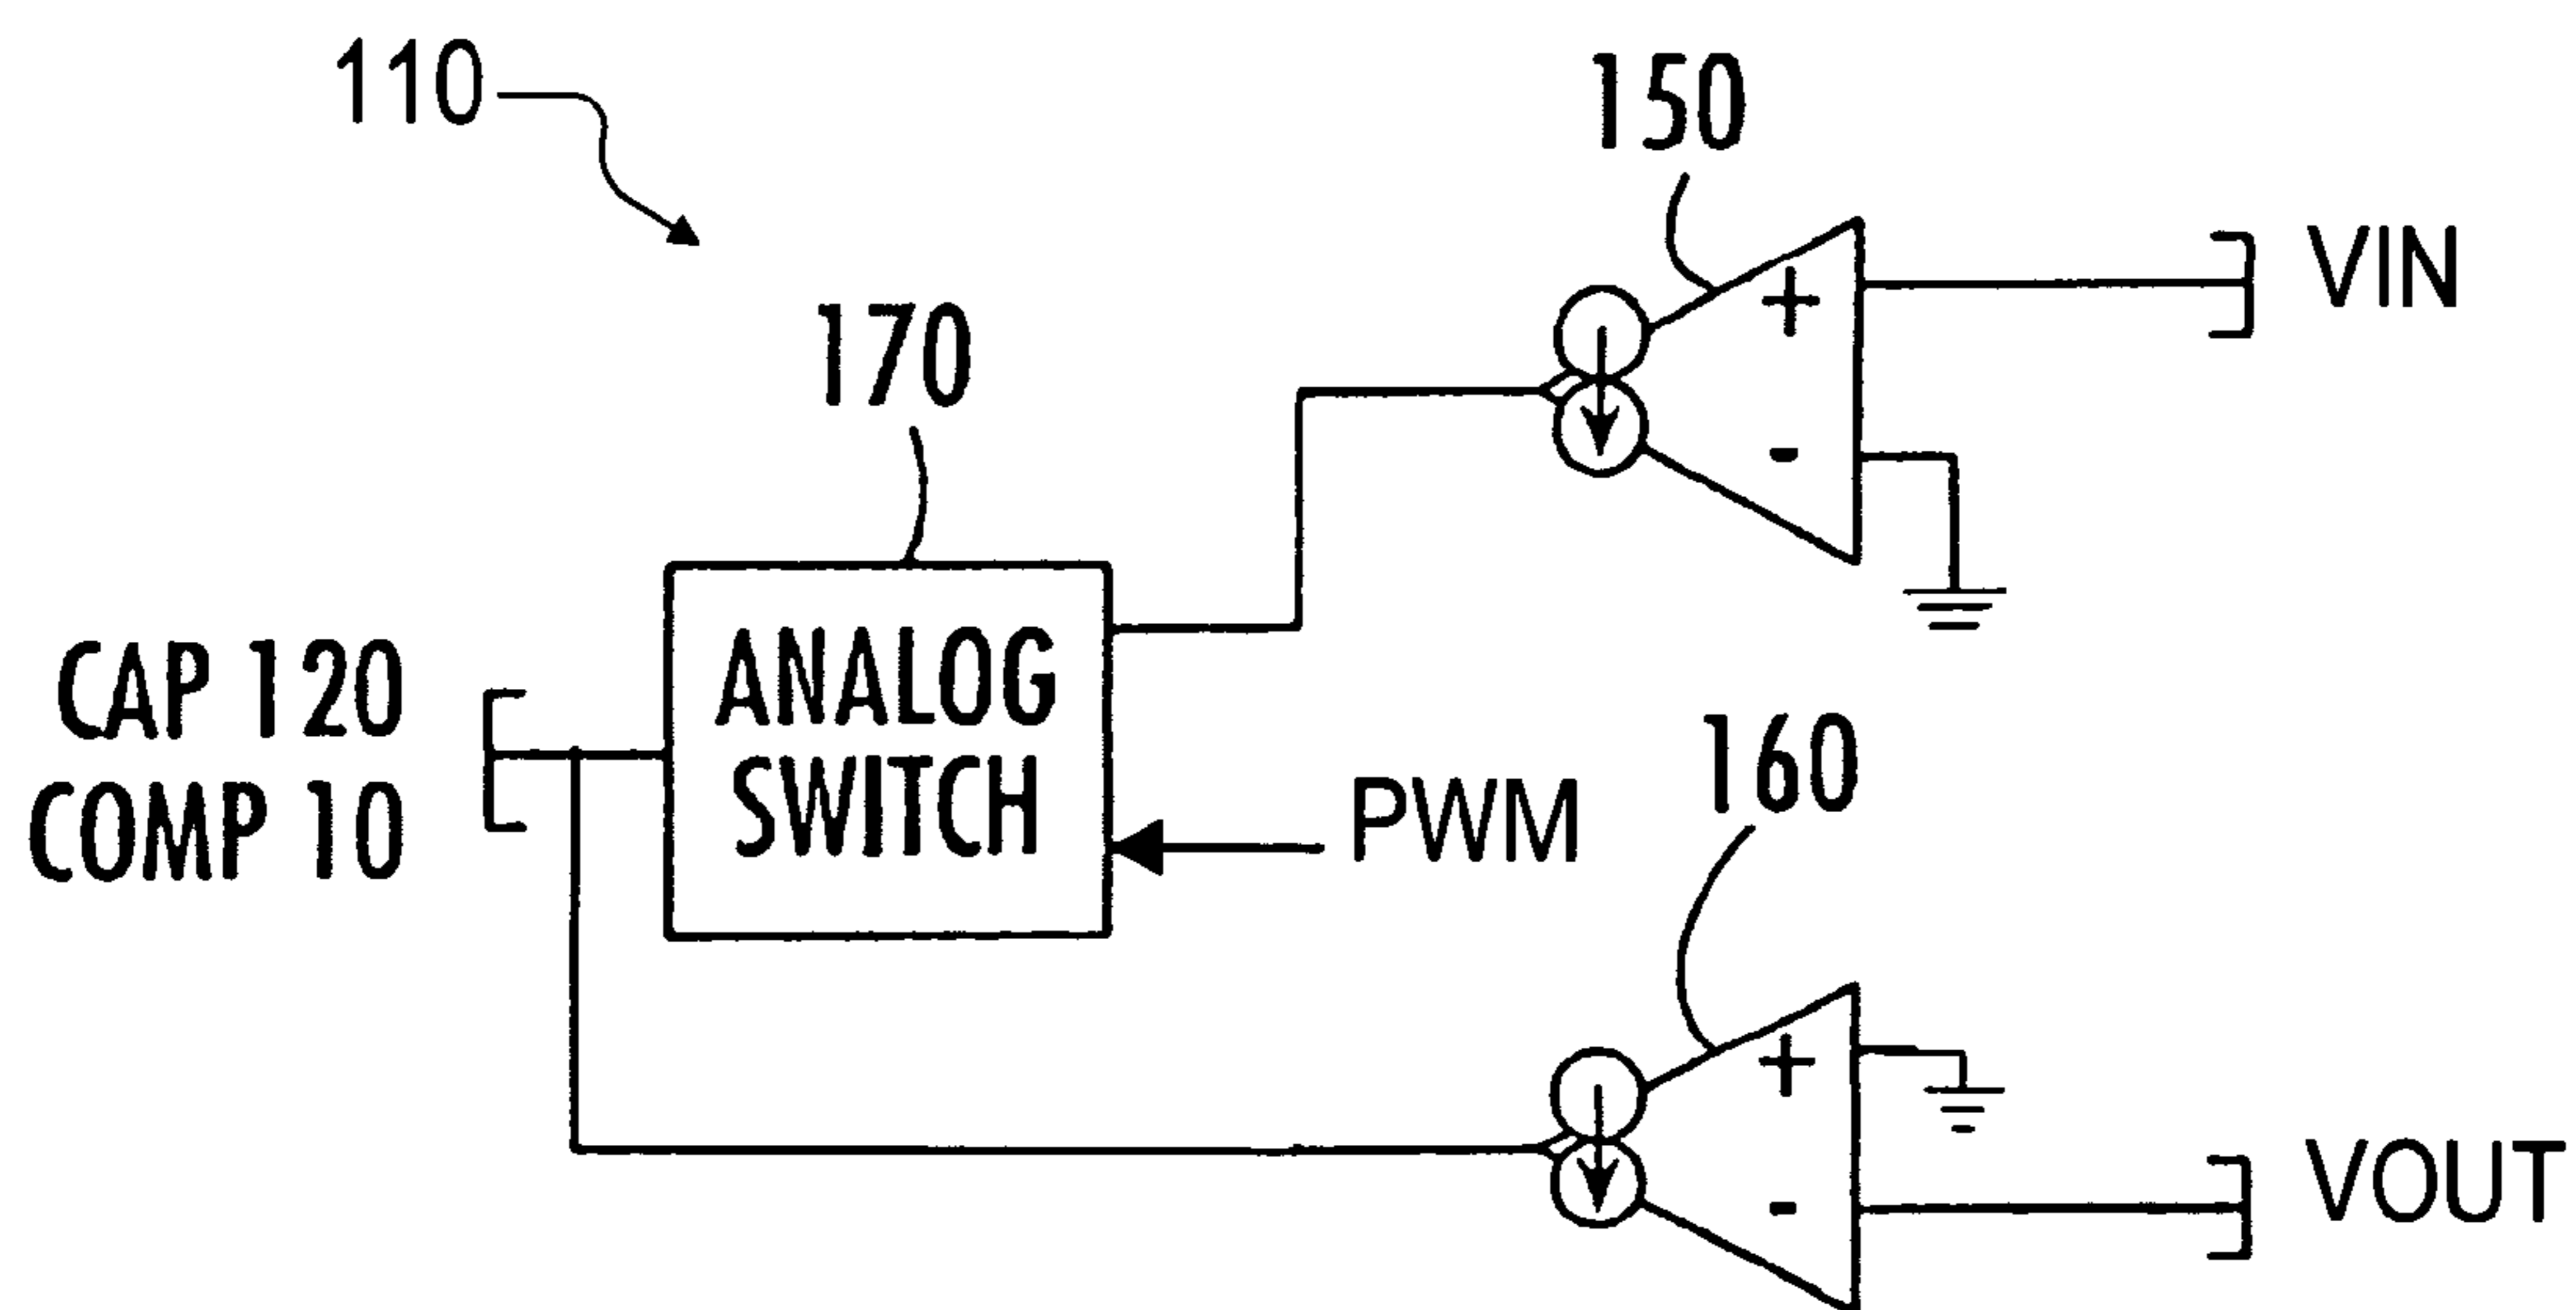 110
150
+
VIN
-
170
ANALOG
SWITCH
CAP 120
COMP 10
PWM
160
+
-
VOUT